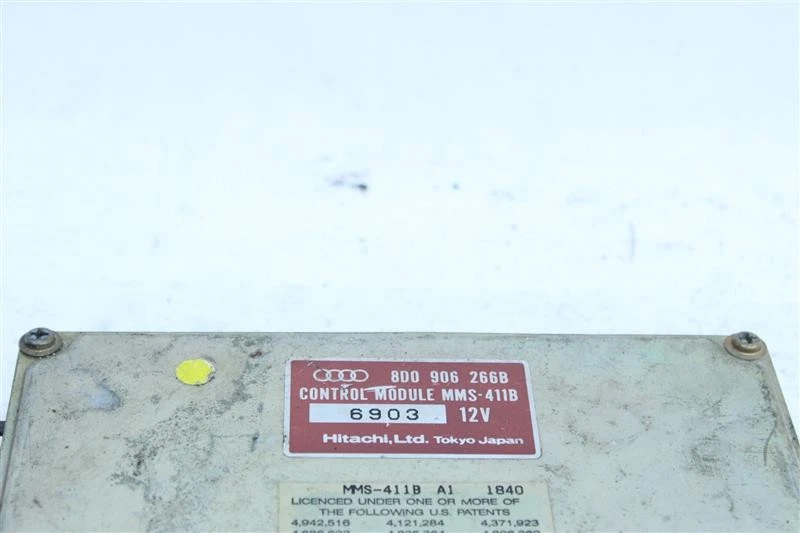 8D0 906 266B
CONTROL MODULE MMS-411B
6903 12V
Hitachi, Ltd. Tokyo Japan
MMS-411B A1 1840
LICENCED UNDER ONE OR MORE OF
THE FOLLOWING U.S. PATENTS
4,942,516 4,121,284 4,371,923